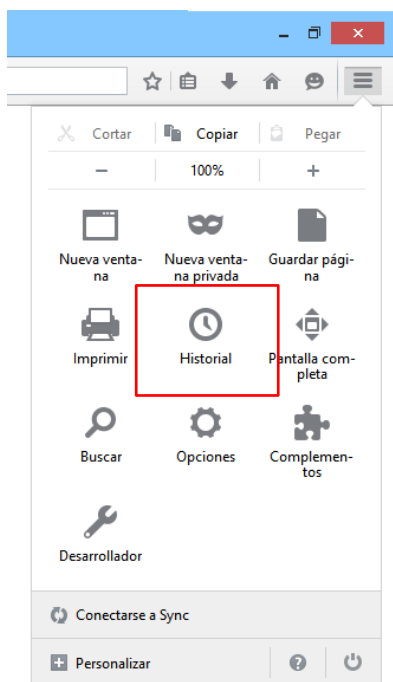 Cortar Copiar Pegar
− 100% +
Nueva venta- Nueva venta- Guardar pági-
na na privada na
Imprimir Historial Pantalla com-
pleta
Buscar Opciones Complemen-
tos
Desarrollador
Conectarse a Sync
Personalizar